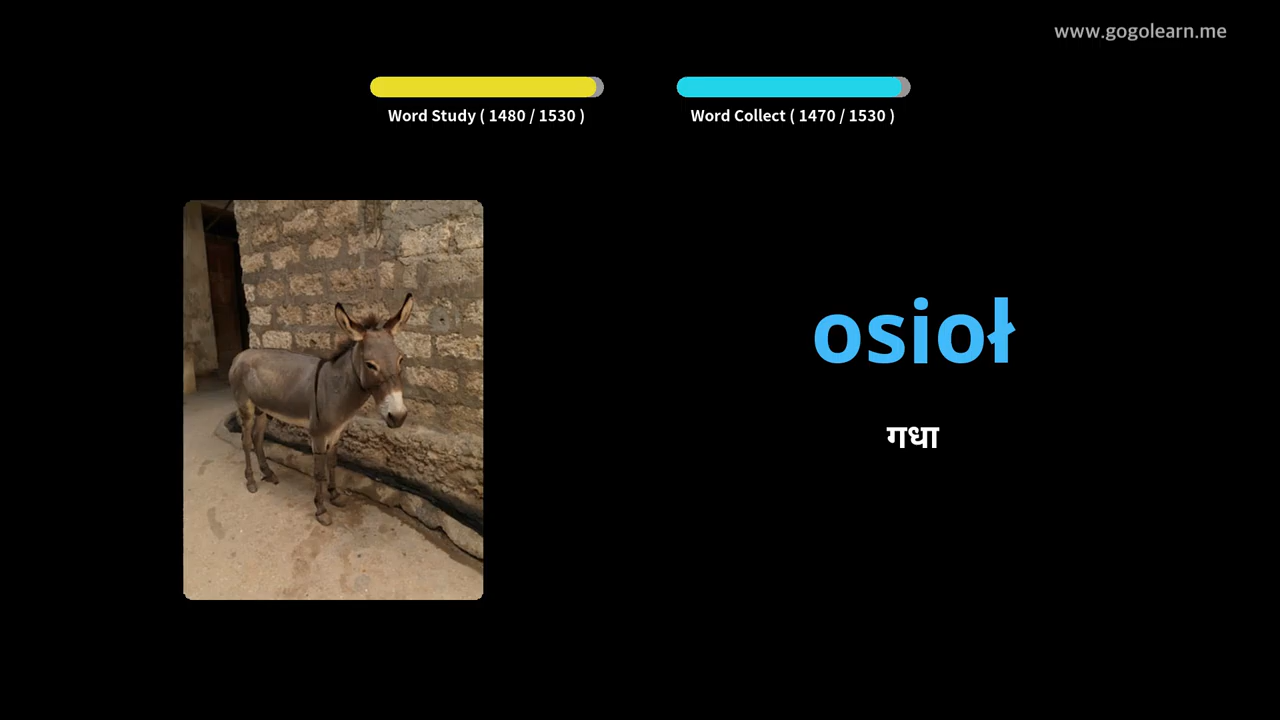 www.gogolearn.me
Word Study ( 1480 / 1530 )
Word Collect ( 1470 / 1530 )
osioł
गधा